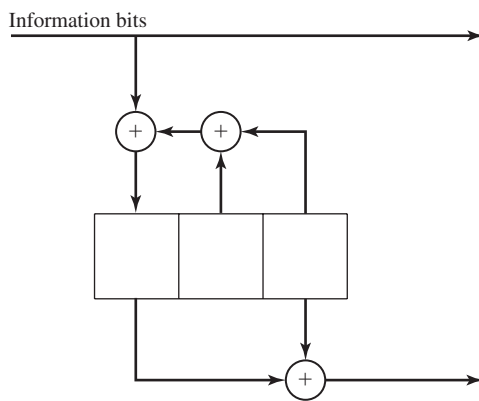 Information bits
+ +
+